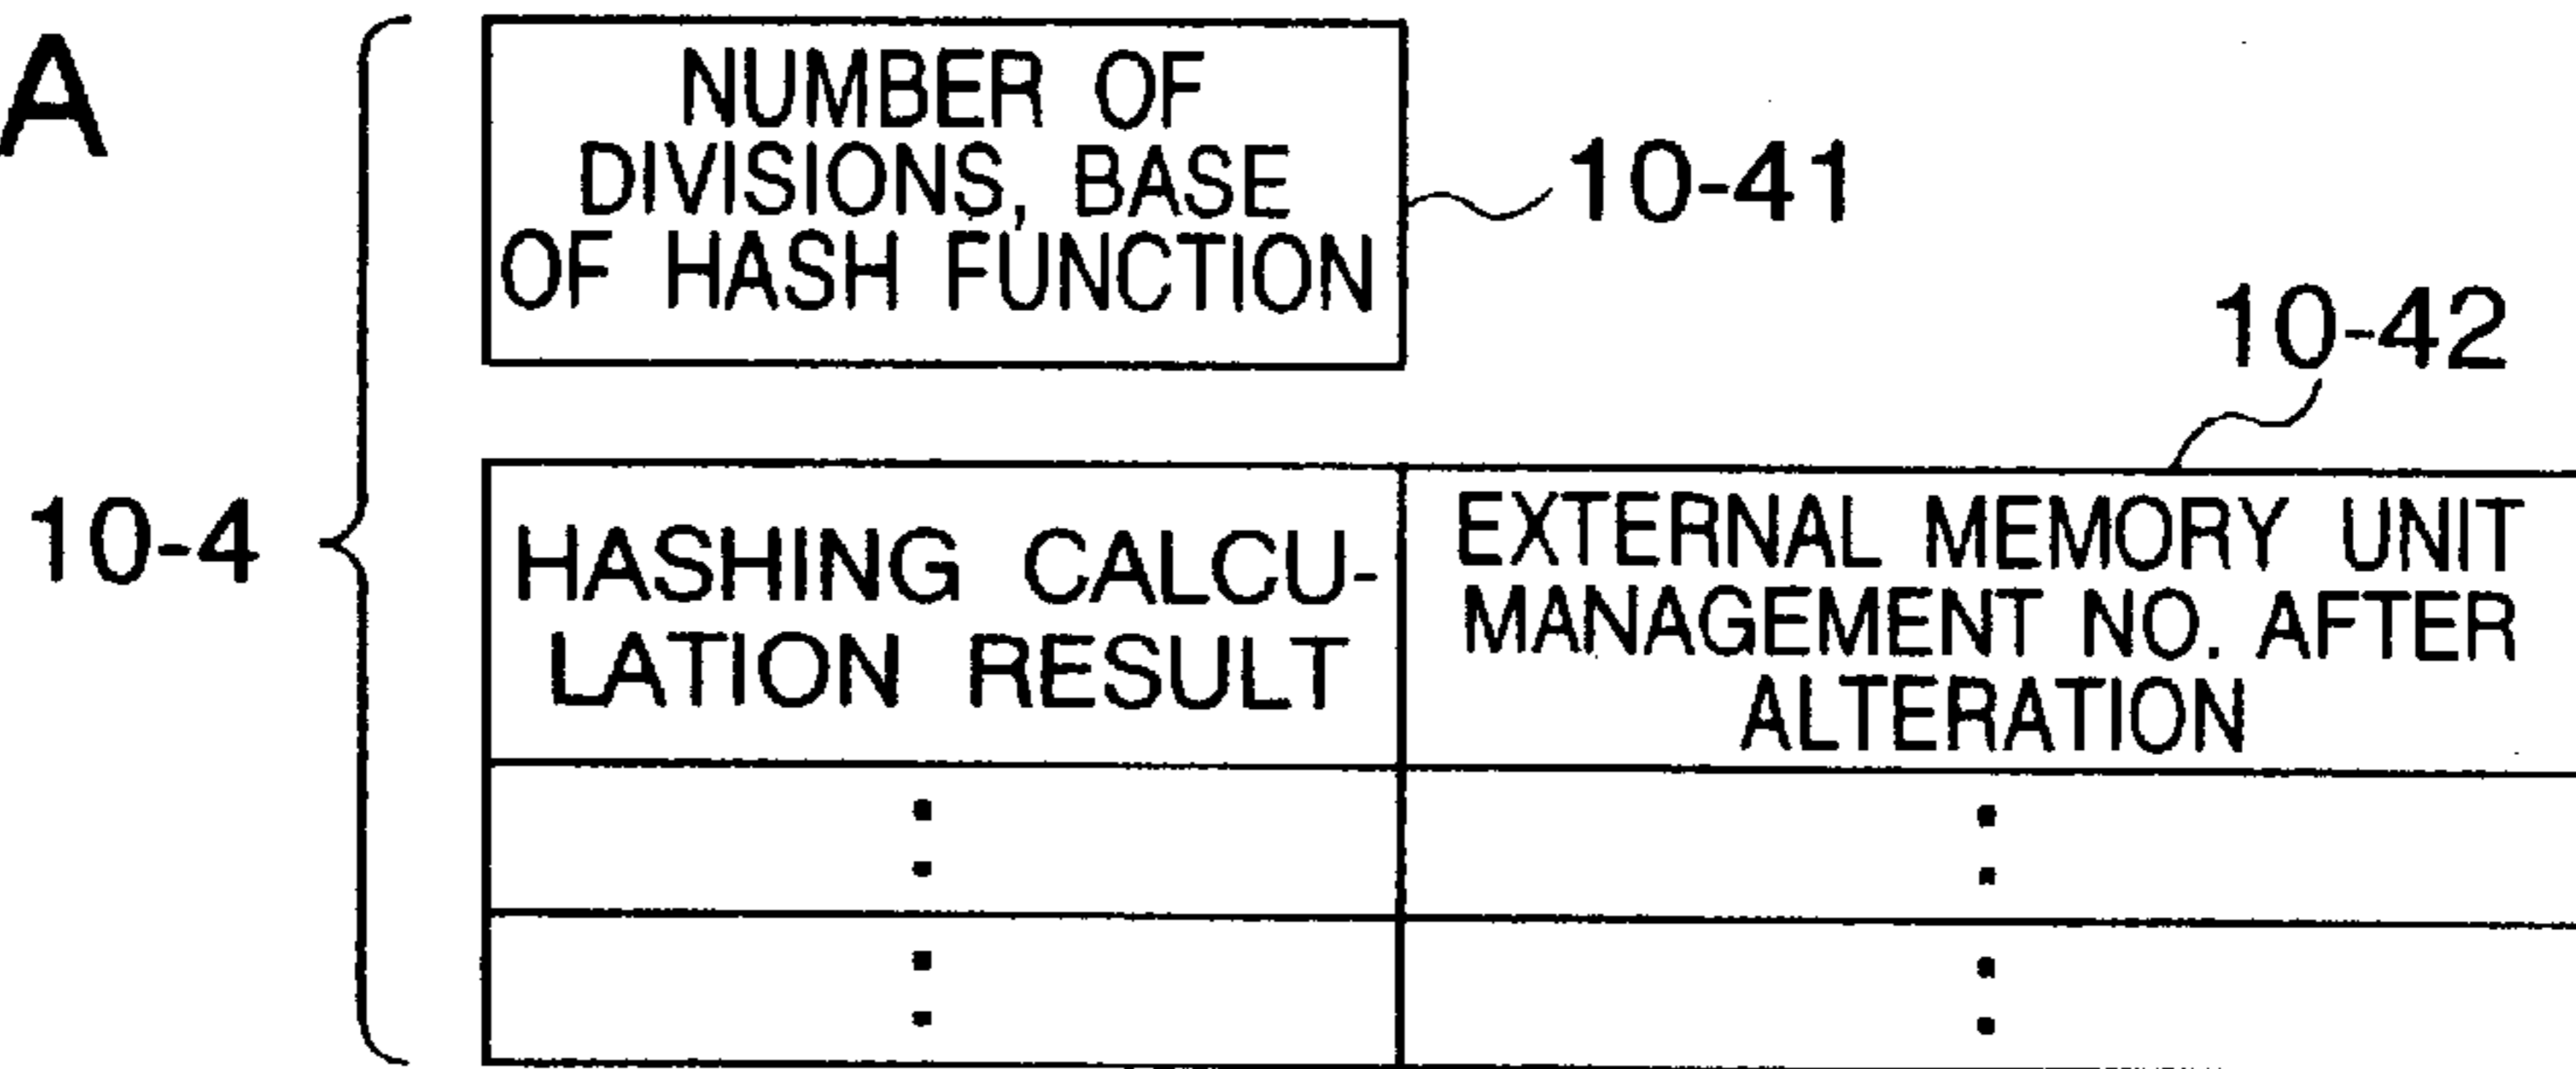 A
NUMBER OF
DIVISIONS, BASE
OF HASH FUNCTION
10-41
10-42
10-4
HASHING CALCU-
LATION RESULT
EXTERNAL MEMORY UNIT
MANAGEMENT NO. AFTER
ALTERATION